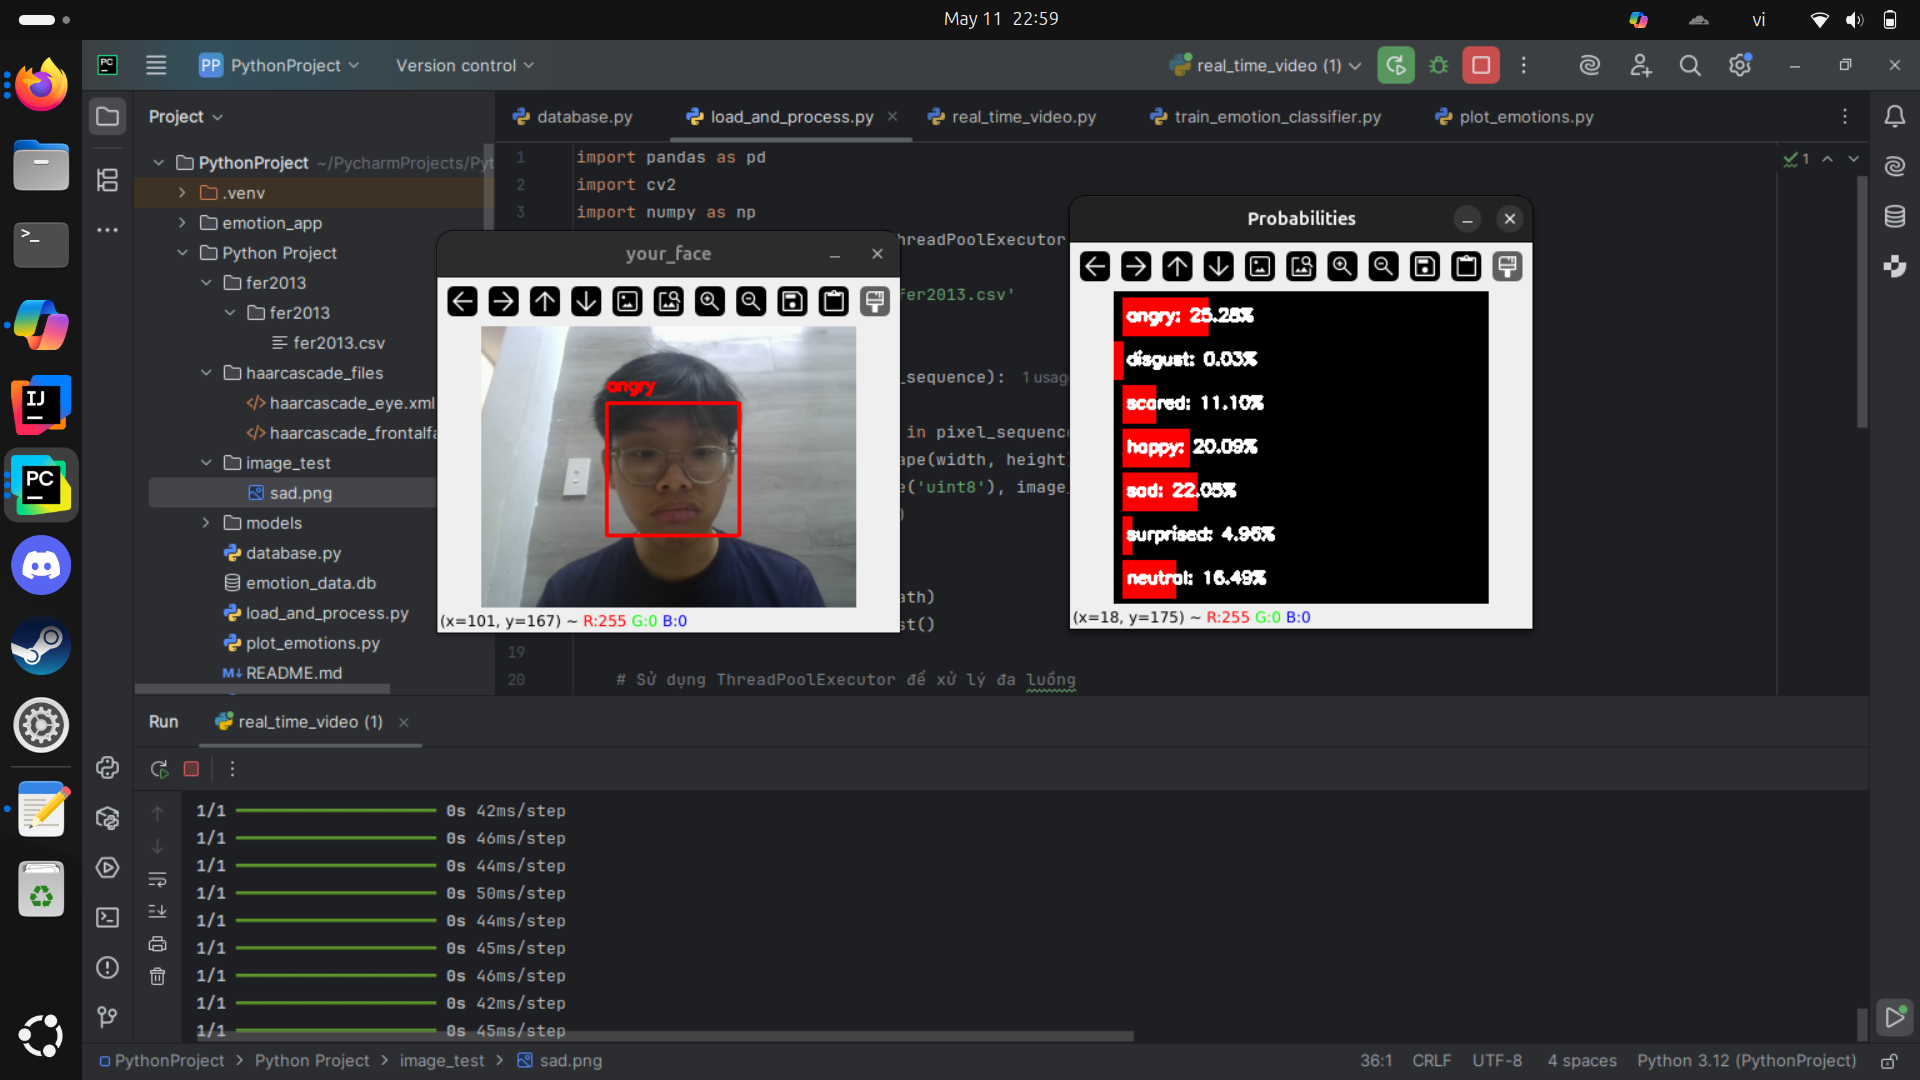 May 11 22:59
vi
PC
PP PythonProject
Version control
real_time_video (1)
Project
database.py
load_and_process.py
real_time_video.py
train_emotion_classifier.py
plot_emotions.py
PythonProject ~/PycharmProjects/Pyt
.venv
emotion_app
Python Project
fer2013
fer2013
fer2013.csv
haarcascade_files
haarcascade_eye.xml
haarcascade_frontalfa
image_test
sad.png
models
database.py
emotion_data.db
load_and_process.py
plot_emotions.py
README.md
1 import pandas as pd
2 import cv2
3 import numpy as np
hreadPoolExecutor
fer2013.csv'
_sequence): 1 usag
in pixel_sequenc
ape(width, height
e('uint8'), image_
)
ath)
st()
19
20 # Sử dụng ThreadPoolExecutor để xử lý đa luồng
1
your_face
angry
(x=101, y=167) ~ R:255 G:0 B:0
Probabilities
angry: 25.28%
disgust: 0.03%
scared: 11.10%
happy: 20.09%
sad: 22.05%
surprised: 4.96%
neutral: 16.49%
(x=18, y=175) ~ R:255 G:0 B:0
IJ
PC
Run
real_time_video (1)
1/1 0s 42ms/step
1/1 0s 46ms/step
1/1 0s 44ms/step
1/1 0s 50ms/step
1/1 0s 44ms/step
1/1 0s 45ms/step
1/1 0s 46ms/step
1/1 0s 42ms/step
1/1 0s 45ms/step
PythonProject > Python Project > image_test > sad.png
36:1 CRLF UTF-8 4 spaces Python 3.12 (PythonProject)